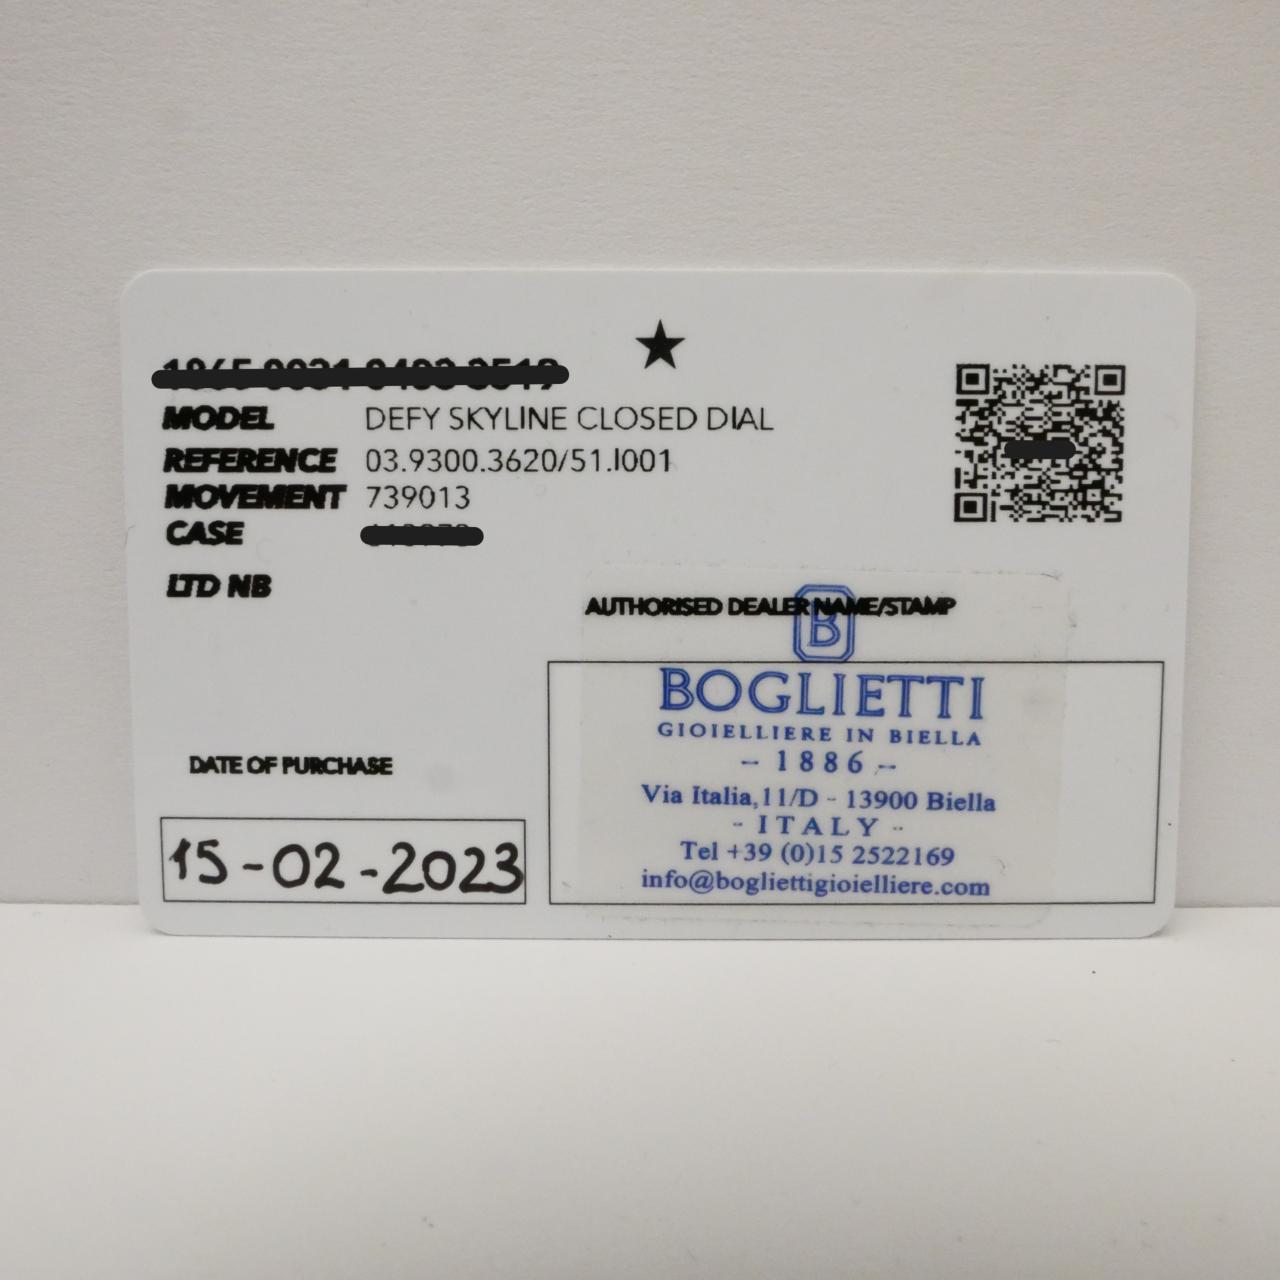 MODEL DEFY SKYLINE CLOSED DIAL
REFERENCE 03.9300.3620/51.I001
MOVEMENT 739013
CASE
LTD NB
AUTHORISED DEALER NAME/STAMP
B
BOGLIETTI
GIOIELLIERE IN BIELLA
- 1886 -
Via Italia,11/D - 13900 Biella
- ITALY -
Tel +39 (0)15 2522169
info@bogliettigioielliere.com
DATE OF PURCHASE
15-02-2023